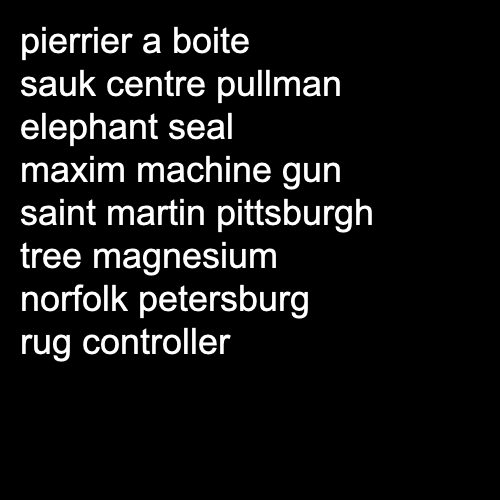 pierrier a boite
sauk centre pullman
elephant seal
maxim machine gun
saint martin pittsburgh
tree magnesium
norfolk petersburg
rug controller